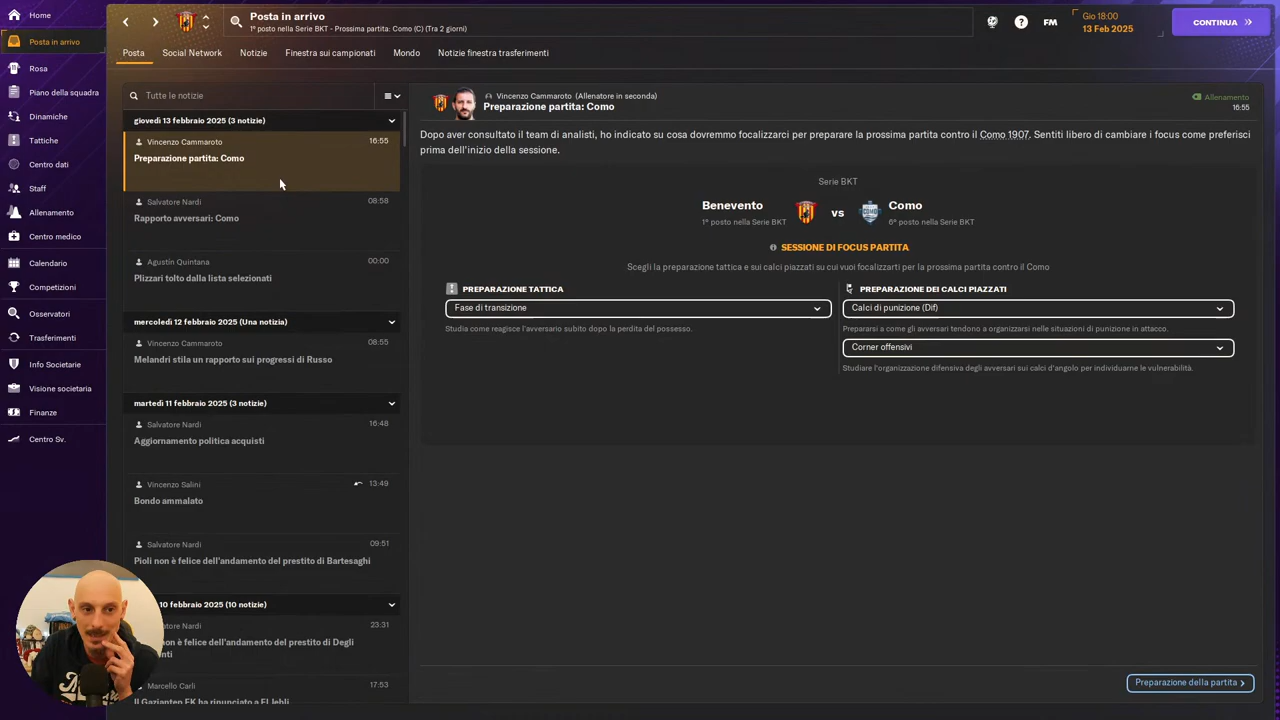 Home
Posta in arrivo
Rosa
Piano della squadra
Dinamiche
Tattiche
Centro dati
Staff
Allenamento
Centro medico
Calendario
Competizioni
Osservatori
Trasferimenti
Info Societarie
Visione societaria
Finanze
Centro Sv.
Posta in arrivo
1º posto nella Serie BKT - Prossima partita: Como (C) (Tra 2 giorni)
FM
Gio 18:00
13 Feb 2025
CONTINUA
Posta
Social Network
Notizie
Finestra sui campionati
Mondo
Notizie finestra trasferimenti
Tutte le notizie
giovedì 13 febbraio 2025 (3 notizie)
Vincenzo Cammaroto 16:55
Preparazione partita: Como
Salvatore Nardi 08:58
Rapporto avversari: Como
Agustín Quintana 00:00
Plizzari tolto dalla lista selezionati
mercoledì 12 febbraio 2025 (Una notizia)
Vincenzo Cammaroto 08:55
Melandri stila un rapporto sui progressi di Russo
martedì 11 febbraio 2025 (3 notizie)
Salvatore Nardi 16:48
Aggiornamento politica acquisti
Vincenzo Salini 13:49
Bondo ammalato
Salvatore Nardi 09:51
Pioli non è felice dell'andamento del prestito di Bartesaghi
10 febbraio 2025 (10 notizie)
Nardi 23:31
non è felice dell'andamento del prestito di Degli
Marcello Carli 17:53
Il Gaziantep FK ha rinunciato a El Jebli
Vincenzo Cammaroto (Allenatore in seconda)
Preparazione partita: Como
Allenamento
16:55
Dopo aver consultato il team di analisti, ho indicato su cosa dovremmo focalizzarci per preparare la prossima partita contro il Como 1907. Sentiti libero di cambiare i focus come preferisci
prima dell'inizio della sessione.
Serie BKT
Benevento
1º posto nella Serie BKT
vs
Como
6º posto nella Serie BKT
SESSIONE DI FOCUS PARTITA
Scegli la preparazione tattica e sui calci piazzati su cui vuoi focalizzarti per la prossima partita contro il Como
PREPARAZIONE TATTICA
Fase di transizione
Studia come reagisce l'avversario subito dopo la perdita del possesso.
PREPARAZIONE DEI CALCI PIAZZATI
Calci di punizione (Dif)
Prepararsi a come gli avversari tendono a organizzarsi nelle situazioni di punizione in attacco.
Corner offensivi
Studiare l'organizzazione difensiva degli avversari sui calci d'angolo per individuarne le vulnerabilità.
Preparazione della partita